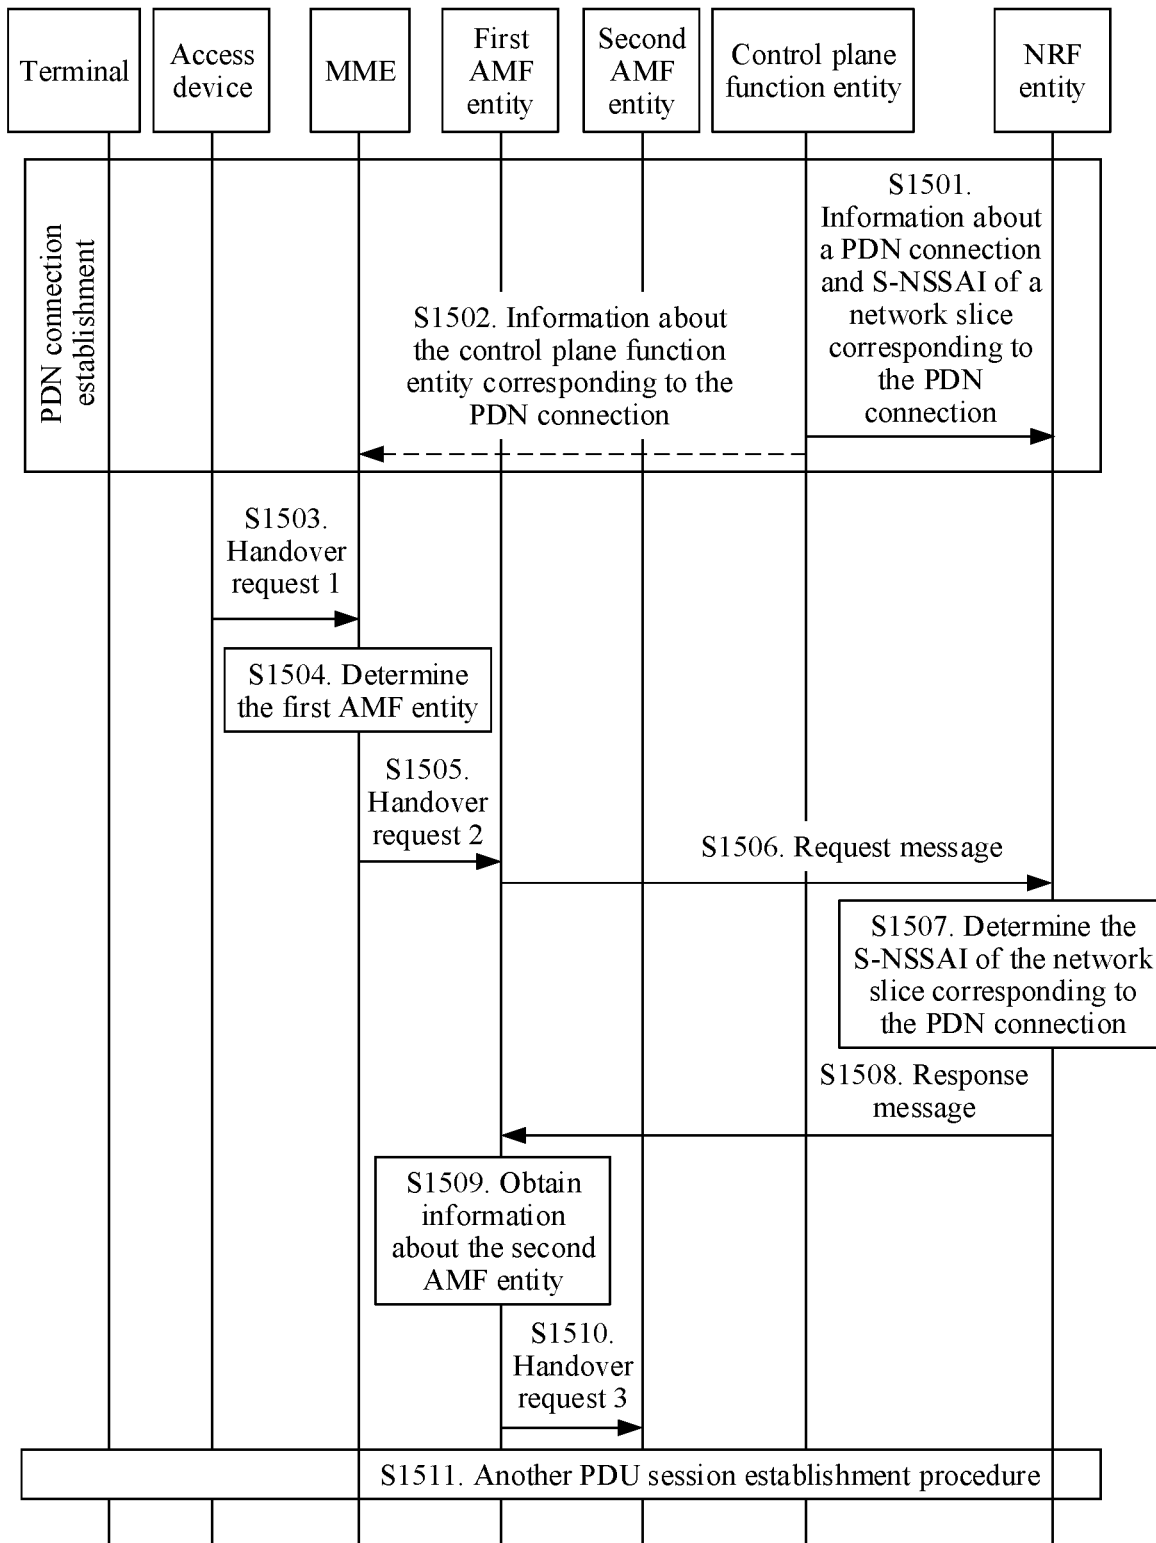 Terminal
Access
device
MME
First
AMF
entity
Second
AMF
entity
Control plane
function entity
NRF
entity
PDN connection
establishment
S1501.
Information about
a PDN connection
and S-NSSAI of a
network slice
corresponding to
the PDN
connection
S1502. Information about
the control plane function
entity corresponding to the
PDN connection
S1503.
Handover
request 1
S1504. Determine
the first AMF entity
S1505.
Handover
request 2
S1506. Request message
S1507. Determine the
S-NSSAI of the network
slice corresponding to
the PDN connection
S1508. Response
message
S1509. Obtain
information
about the second
AMF entity
S1510.
Handover
request 3
S1511. Another PDU session establishment procedure